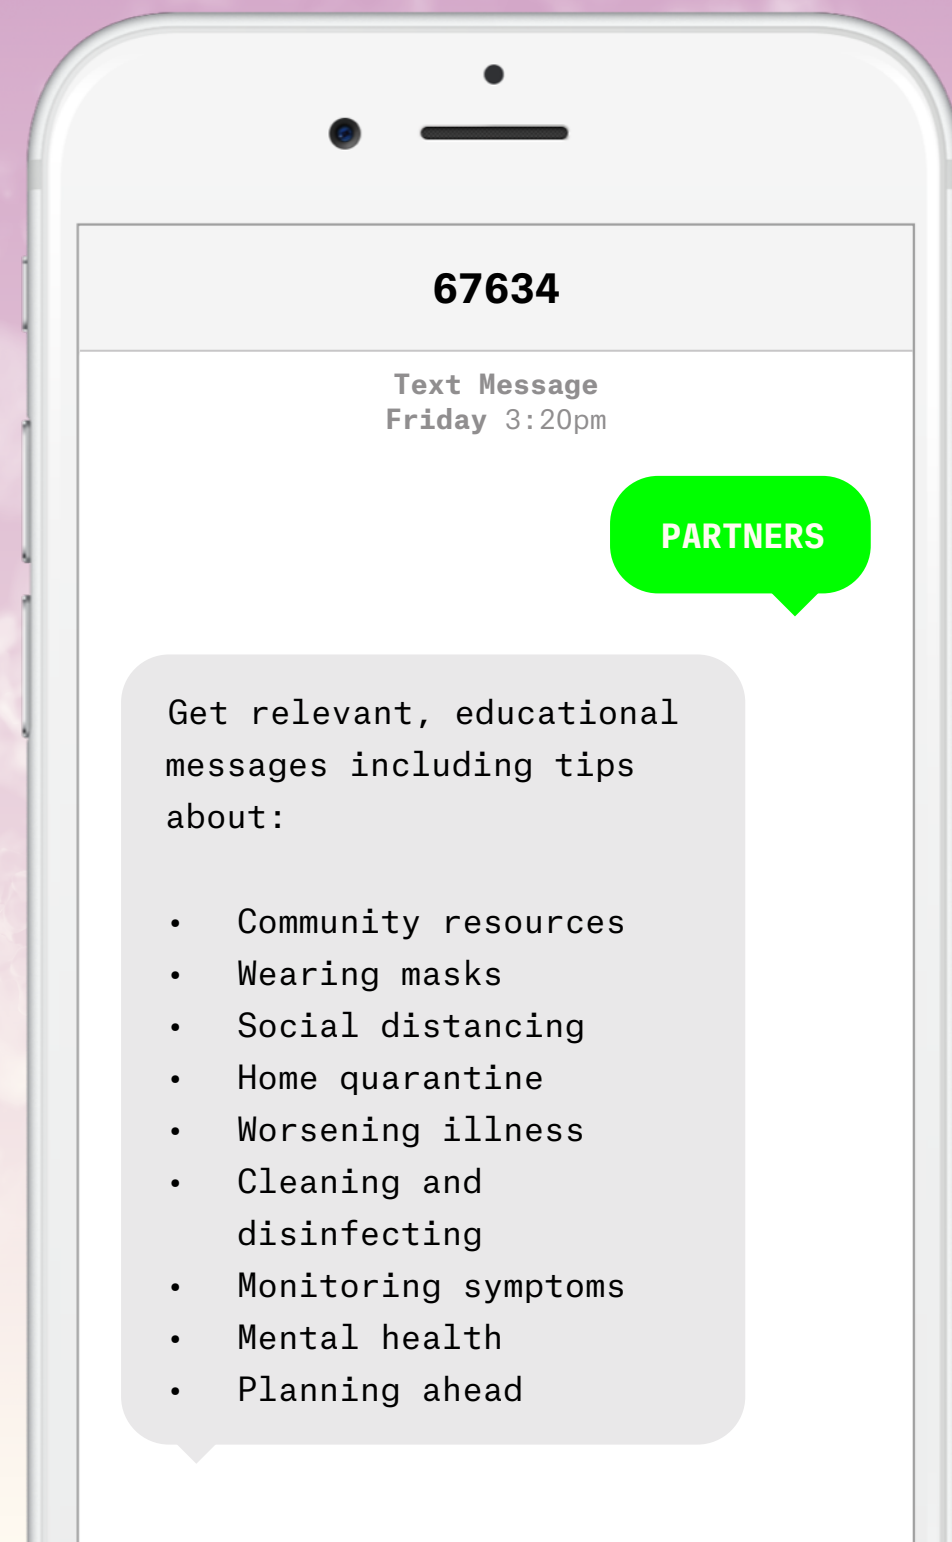 67634
Text Message
Friday 3:20pm
PARTNERS
Get relevant, educational
messages including tips
about:
• Community resources
• Wearing masks
• Social distancing
• Home quarantine
• Worsening illness
• Cleaning and
disinfecting
• Monitoring symptoms
• Mental health
• Planning ahead